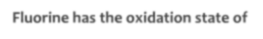 Fluorine has the oxidation state of